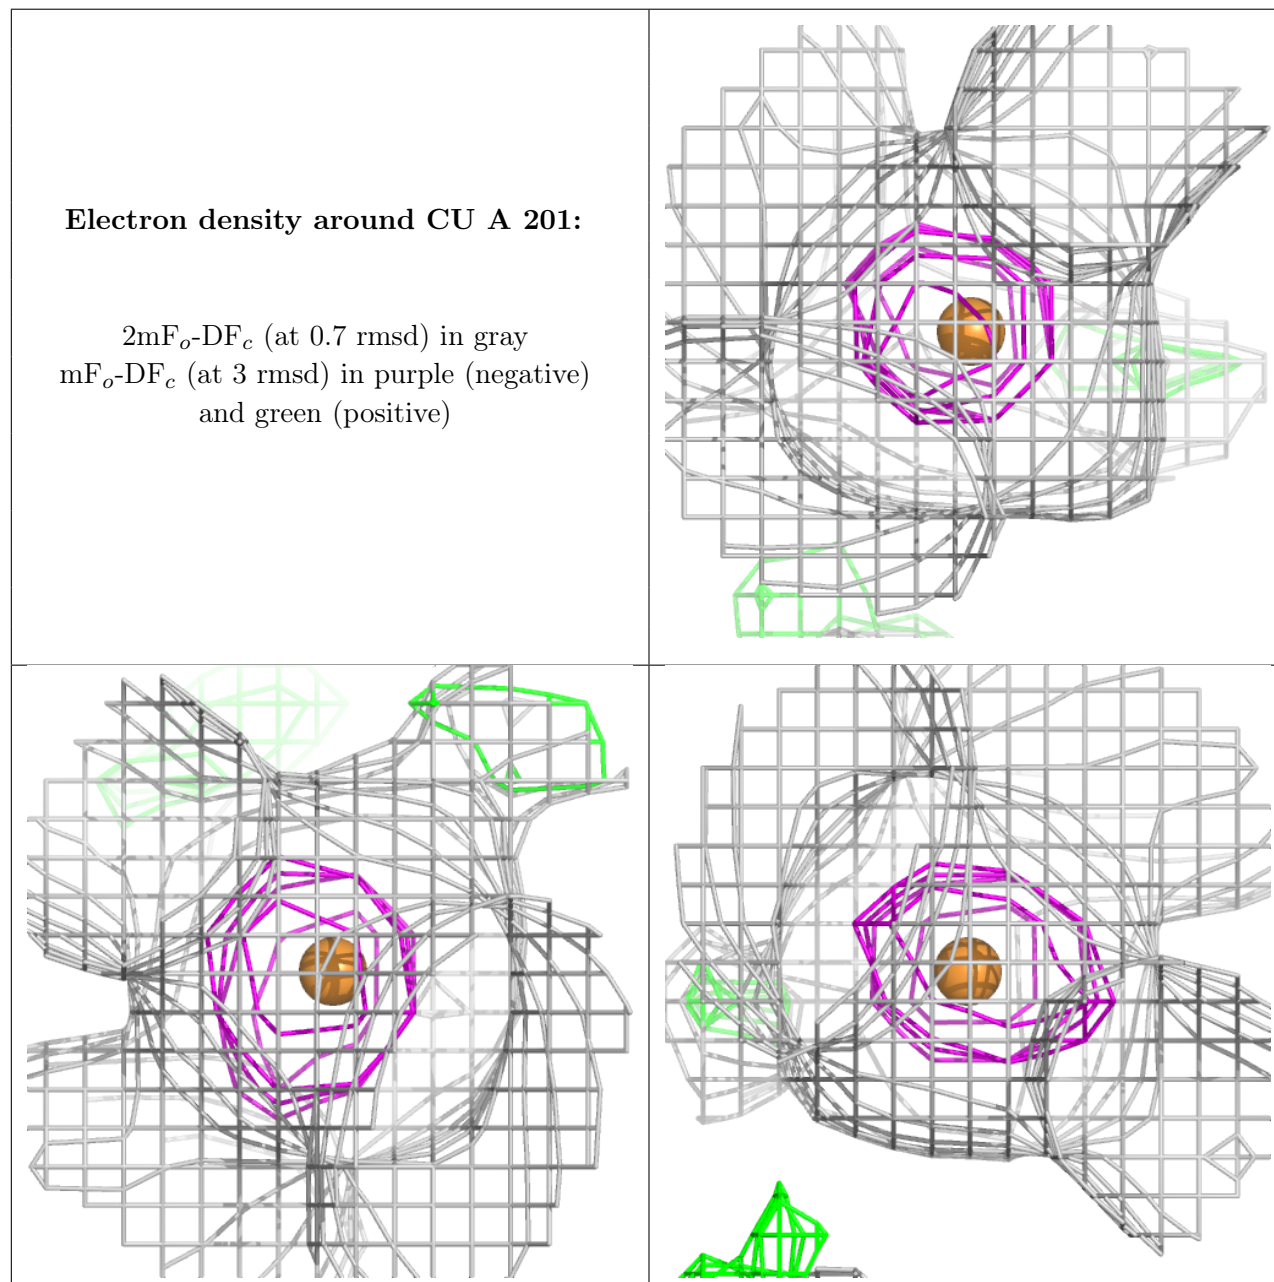 Electron density around CU A 201:
2mFo-DFc (at 0.7 rmsd) in gray
mFo-DFc (at 3 rmsd) in purple (negative)
and green (positive)